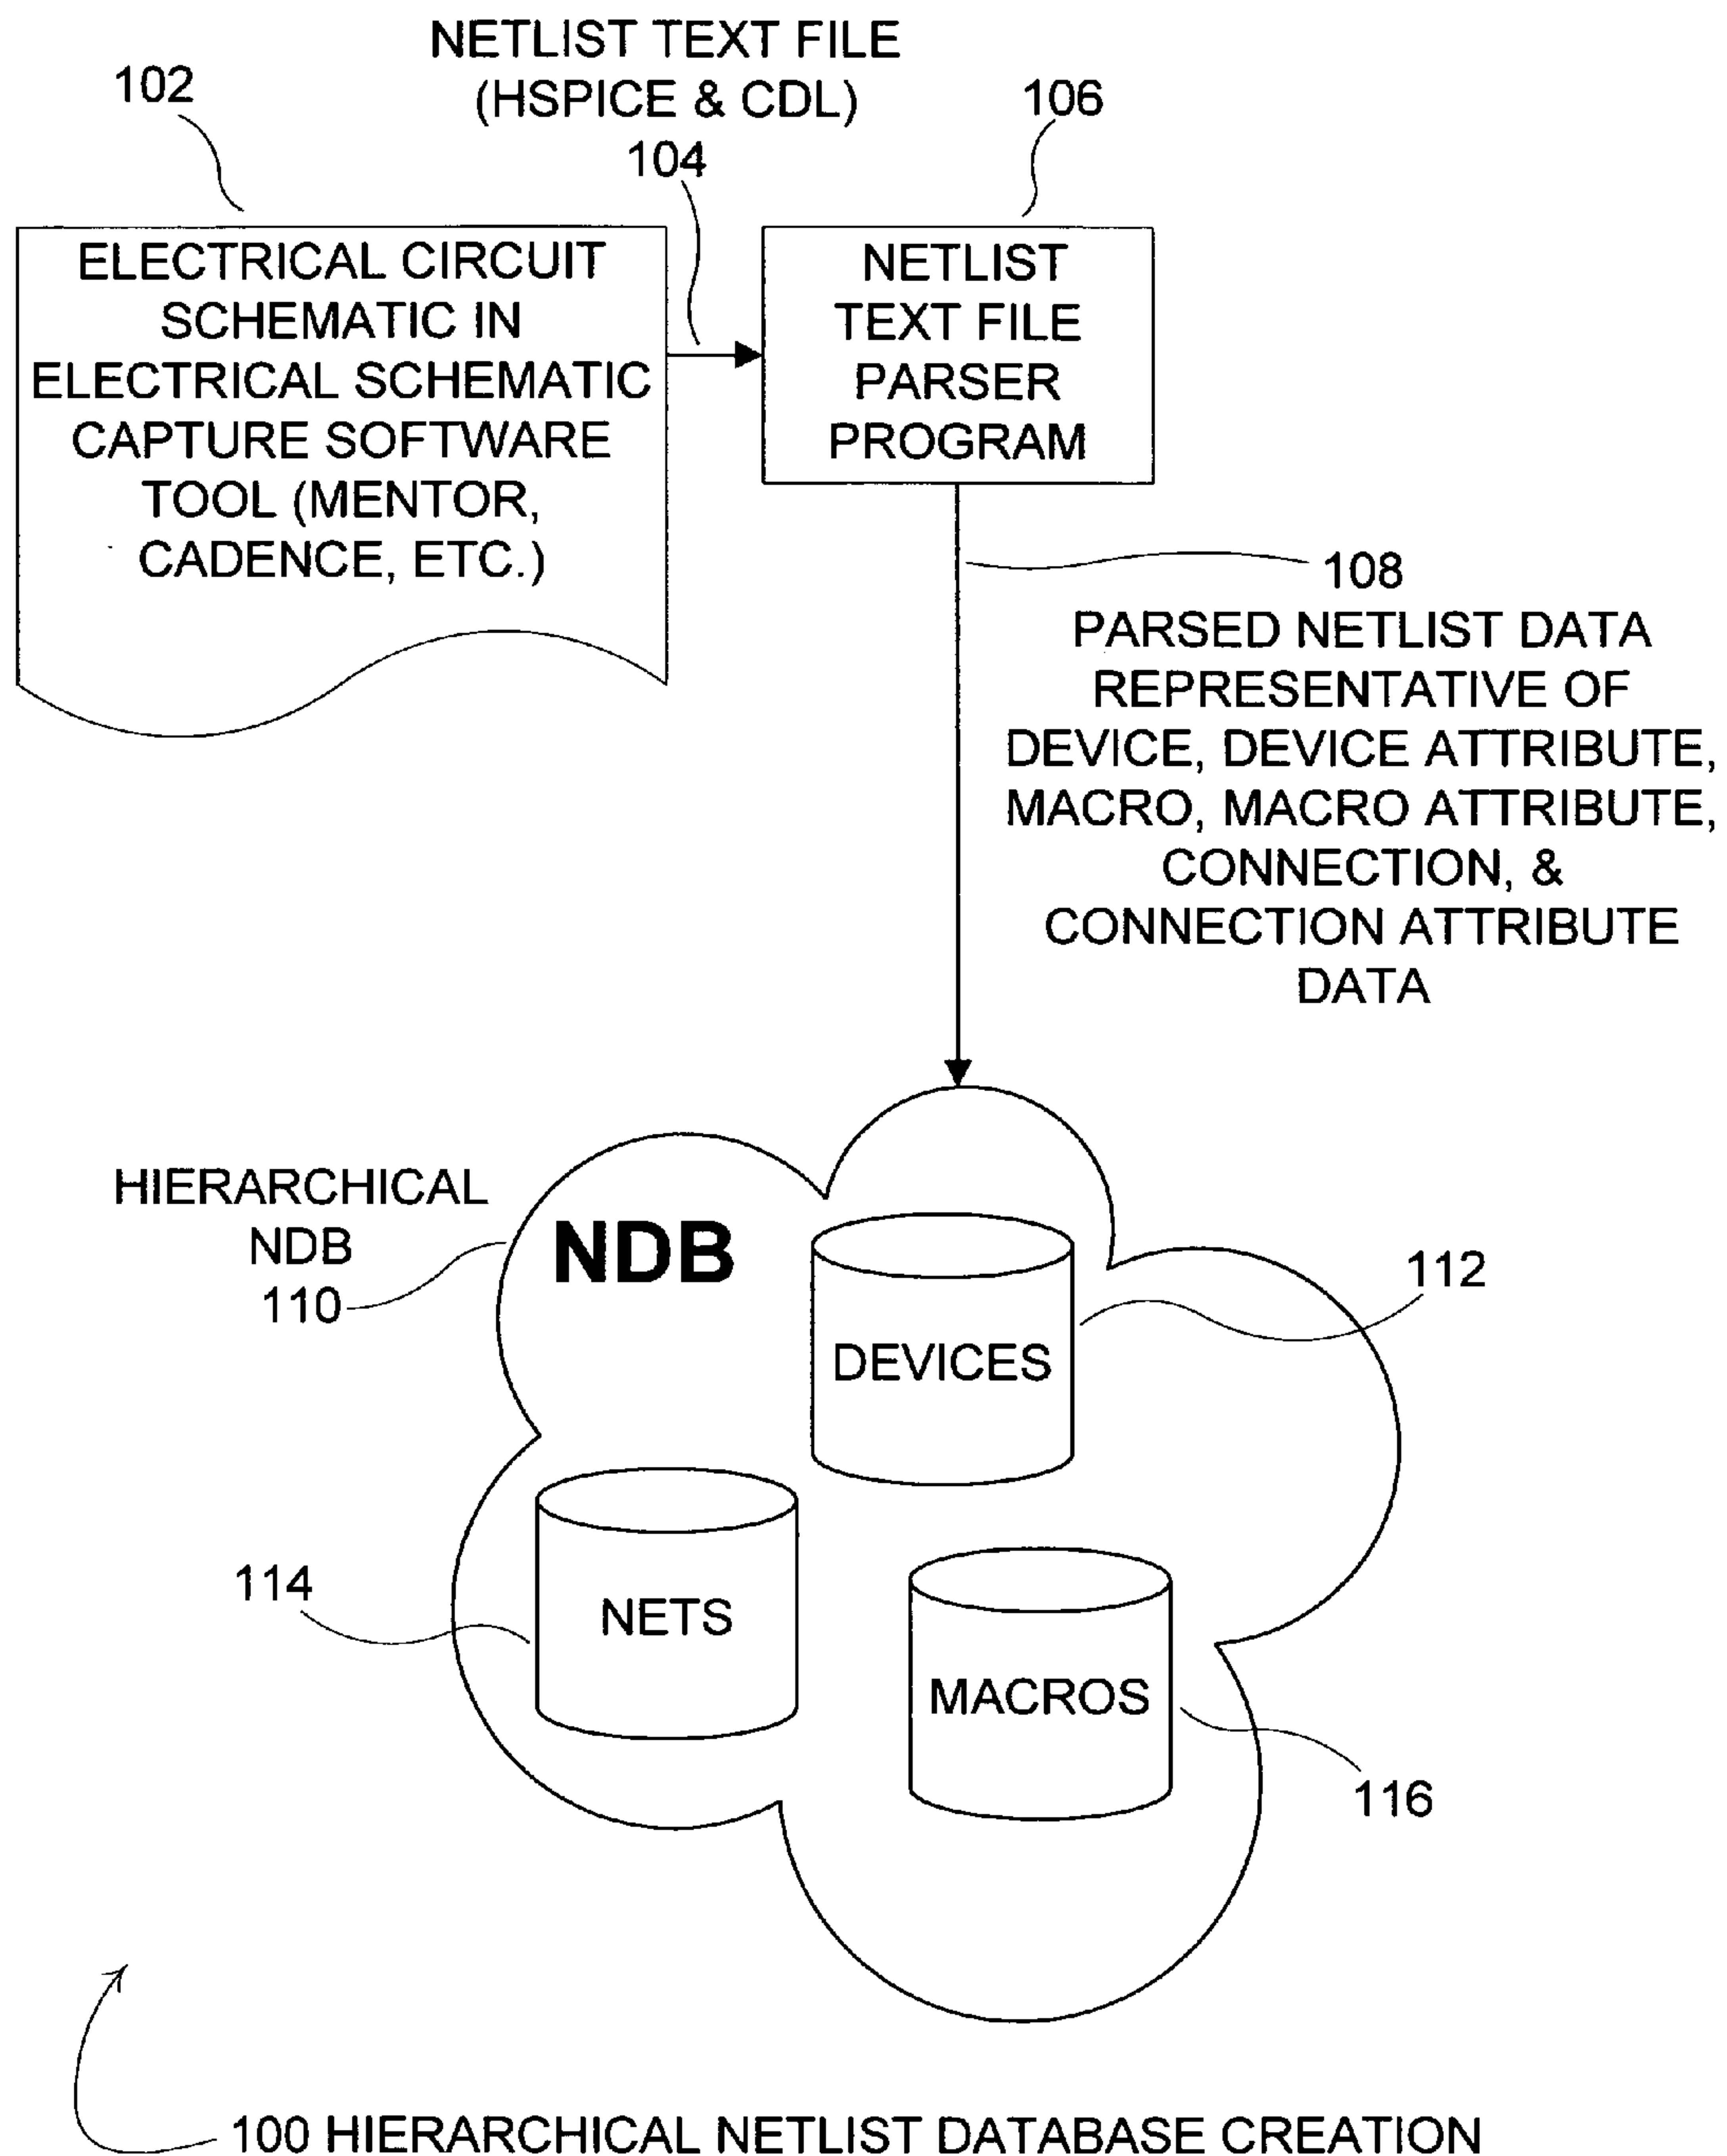 NETLIST TEXT FILE
(HSPICE & CDL)
104
102
106
ELECTRICAL CIRCUIT
SCHEMATIC IN
ELECTRICAL SCHEMATIC
CAPTURE SOFTWARE
TOOL (MENTOR,
CADENCE, ETC.)
NETLIST
TEXT FILE
PARSER
PROGRAM
108
PARSED NETLIST DATA
REPRESENTATIVE OF
DEVICE, DEVICE ATTRIBUTE,
MACRO, MACRO ATTRIBUTE,
CONNECTION, &
CONNECTION ATTRIBUTE
DATA
HIERARCHICAL
NDB
110
NDB
112
DEVICES
114
NETS
MACROS
116
100 HIERARCHICAL NETLIST DATABASE CREATION